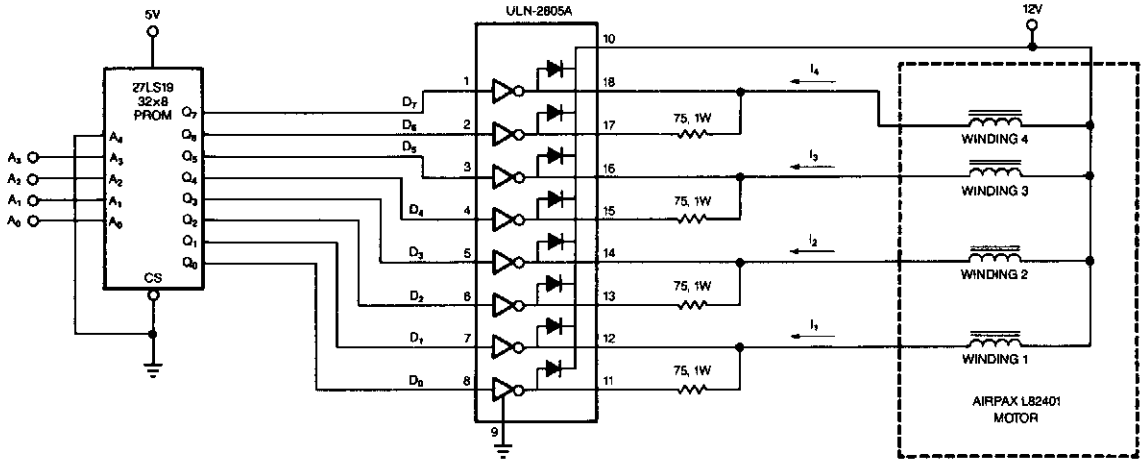 5V
ULN-2805A
12V
27LS19
32×8
PROM
A4
A3
A2
A1
A0
A3
A2
A1
A0
Q7
Q6
Q5
Q4
Q3
Q2
Q1
Q0
CS
D7
D6
D5
D4
D3
D2
D1
D0
1
2
3
4
5
6
7
8
9
10
18
17
16
15
14
13
12
11
75, 1W
75, 1W
75, 1W
75, 1W
I4
I3
I2
I1
WINDING 4
WINDING 3
WINDING 2
WINDING 1
AIRPAX L82401
MOTOR